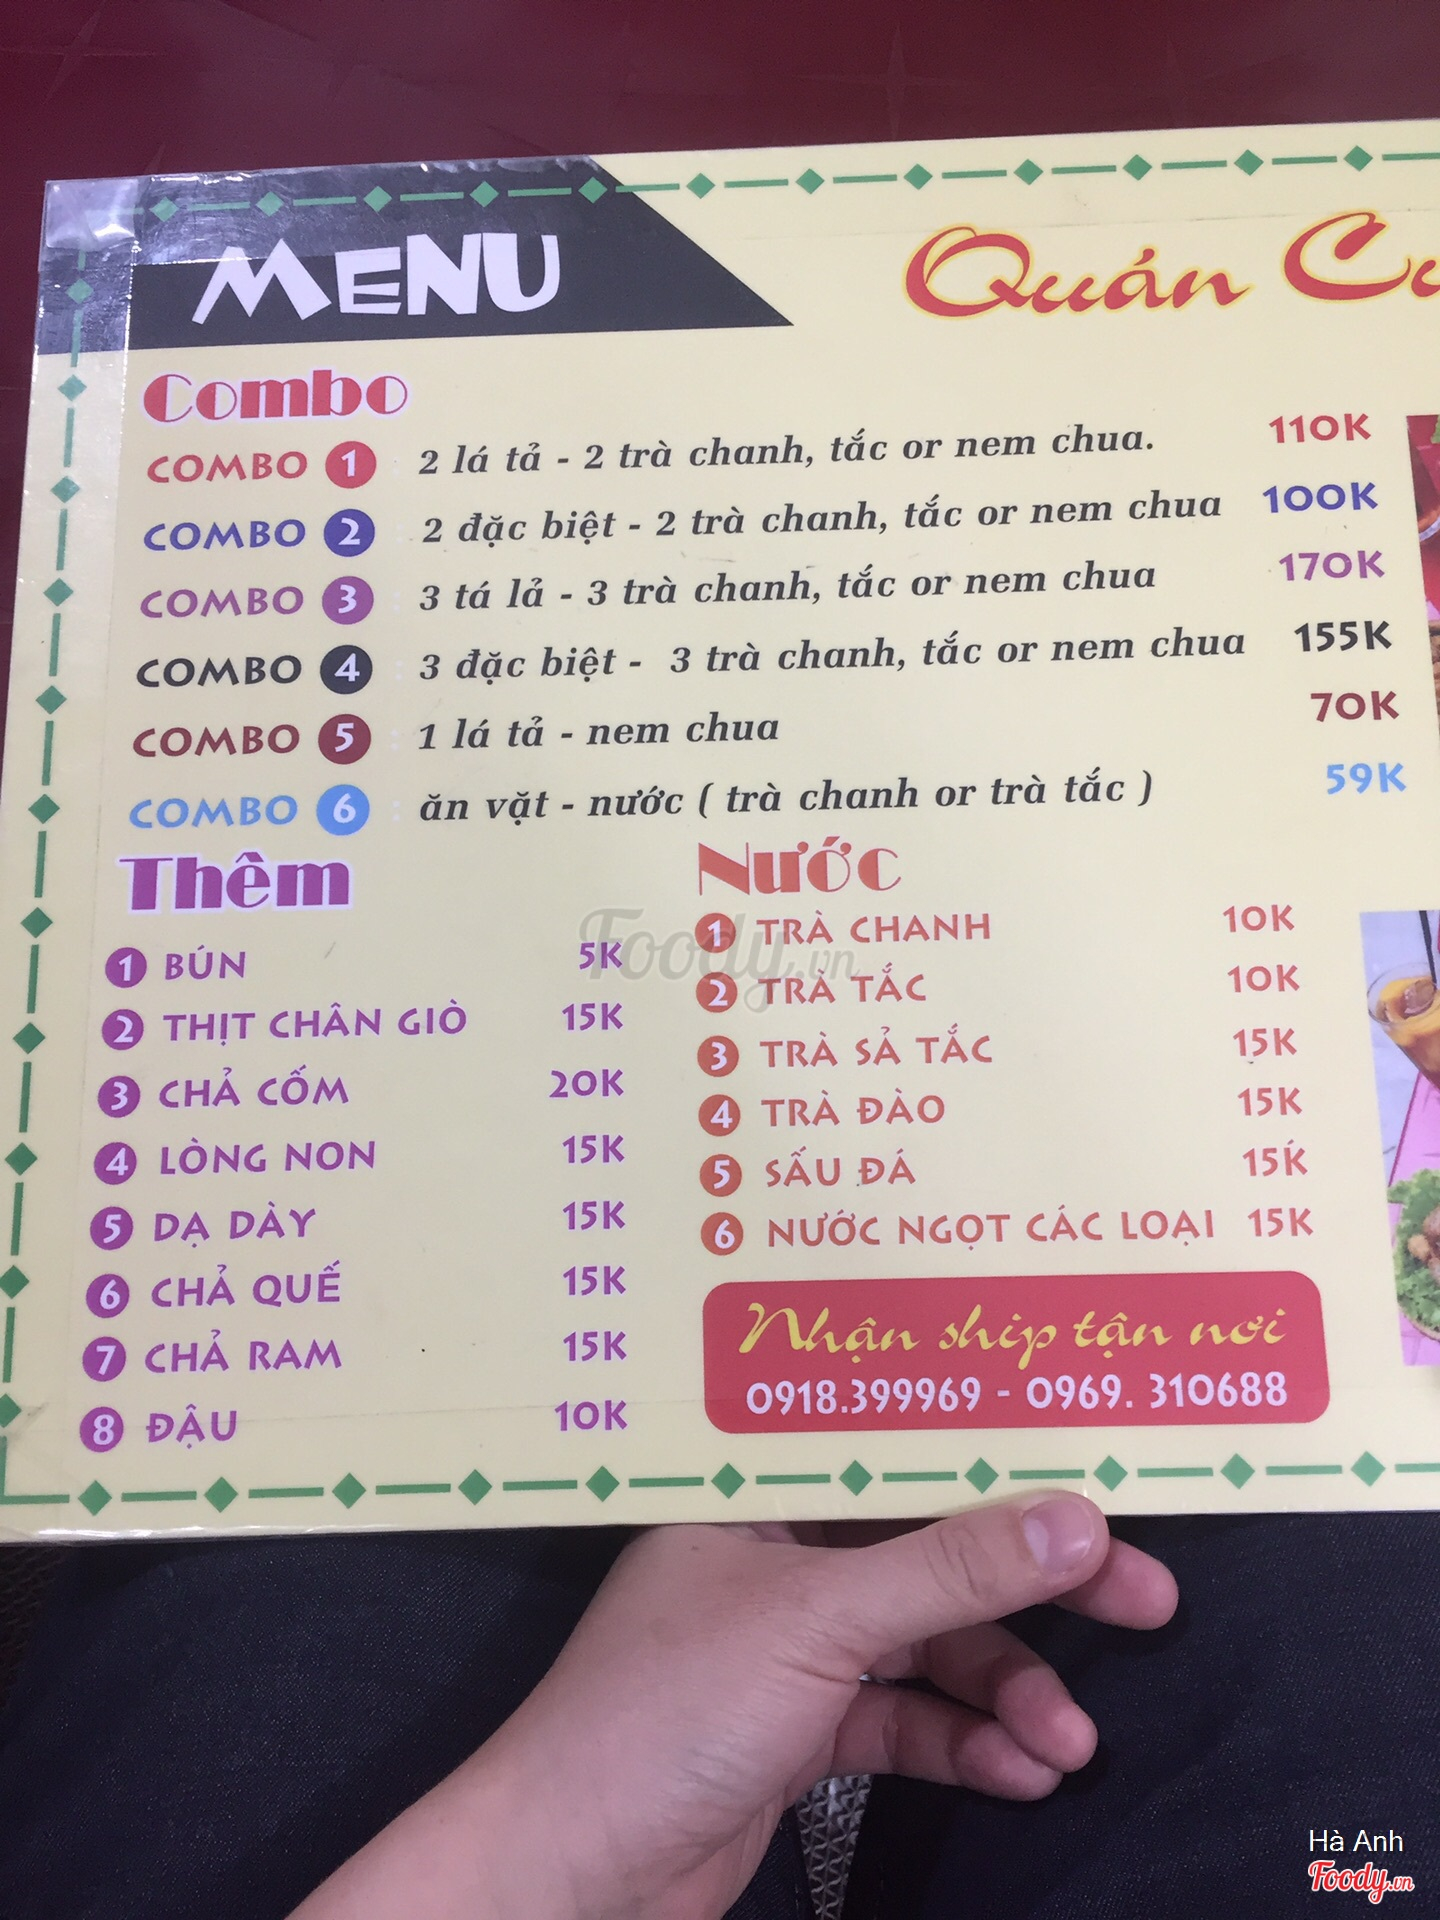 MENU
Quán
Combo
COMBO 1 : 2 lá tả - 2 trà chanh, tắc or nem chua. 110K
COMBO 2 : 2 đặc biệt - 2 trà chanh, tắc or nem chua 100K
COMBO 3 : 3 tá lả - 3 trà chanh, tắc or nem chua 170K
COMBO 4 : 3 đặc biệt - 3 trà chanh, tắc or nem chua 155K
COMBO 5 : 1 lá tả - nem chua 70K
COMBO 6 : ăn vặt - nước ( trà chanh or trà tắc ) 59K
Thêm
1 BÚN 5K
2 THỊT CHÂN GIÒ 15K
3 CHẢ CỐM 20K
4 LÒNG NON 15K
5 DẠ DÀY 15K
6 CHẢ QUẾ 15K
7 CHẢ RAM 15K
8 ĐẬU 10K
Nước
1 TRÀ CHANH 10K
2 TRÀ TẮC 10K
3 TRÀ SẢ TẮC 15K
4 TRÀ ĐÀO 15K
5 SẤU ĐÁ 15K
6 NƯỚC NGỌT CÁC LOẠI 15K
Nhận ship tận nơi
0918.399969 - 0969. 310688
Foody.vn
Hà Anh
Foody.vn